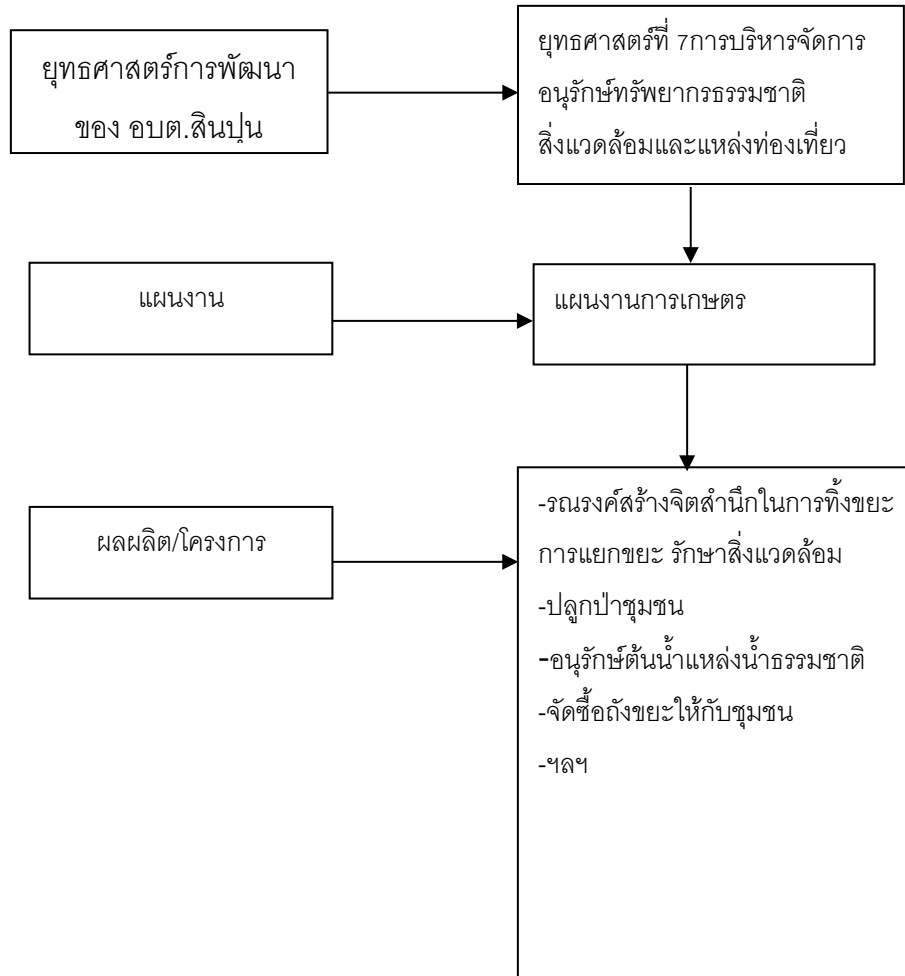 ยุทธศาสตร์การพัฒนา
ของ อบต.สินปุน
ยุทธศาสตร์ที่ 7การบริหารจัดการ
อนุรักษ์ทรัพยากรธรรมชาติ
สิ่งแวดล้อมและแหล่งท่องเที่ยว
แผนงาน
แผนงานการเกษตร
ผลผลิต/โครงการ
-รณรงค์สร้างจิตสำนึกในการทิ้งขยะ
การแยกขยะ รักษาสิ่งแวดล้อม
-ปลูกป่าชุมชน
-อนุรักษ์ต้นน้ำแหล่งน้ำธรรมชาติ
-จัดซื้อถังขยะให้กับชุมชน
-ฯลฯ